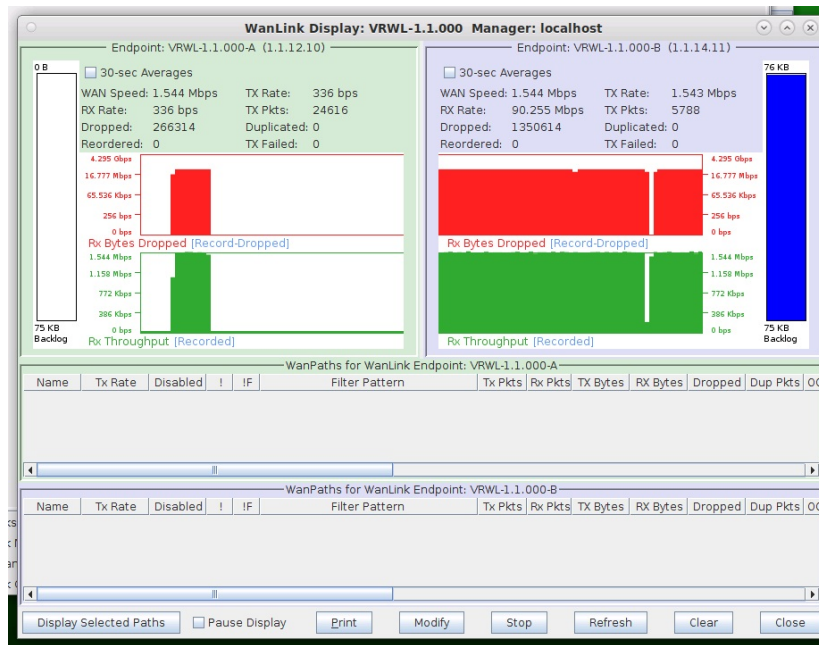 WanLink Display: VRWL-1.1.000 Manager: localhost
Endpoint: VRWL-1.1.000-A (1.1.12.10)
0 B
30-sec Averages
WAN Speed: 1.544 Mbps TX Rate: 336 bps
RX Rate: 336 bps TX Pkts: 24616
Dropped: 266314 Duplicated: 0
Reordered: 0 TX Failed: 0
4.295 Gbps
16.777 Mbps
65.536 Kbps
256 bps
0 bps
Rx Bytes Dropped [Record-Dropped]
1.544 Mbps
1.158 Mbps
772 Kbps
386 Kbps
0 bps
Rx Throughput [Recorded]
75 KB
Backlog
Endpoint: VRWL-1.1.000-B (1.1.14.11)
30-sec Averages
76 KB
WAN Speed: 1.544 Mbps TX Rate: 1.543 Mbps
RX Rate: 90.255 Mbps TX Pkts: 5788
Dropped: 1350614 Duplicated: 0
Reordered: 0 TX Failed: 0
4.295 Gbps
16.777 Mbps
65.536 Kbps
256 bps
0 bps
Rx Bytes Dropped [Record-Dropped]
1.544 Mbps
1.158 Mbps
772 Kbps
386 Kbps
0 bps
Rx Throughput [Recorded]
75 KB
Backlog
WanPaths for WanLink Endpoint: VRWL-1.1.000-A
Name Tx Rate Disabled ! !F Filter Pattern Tx Pkts Rx Pkts TX Bytes RX Bytes Dropped Dup Pkts
WanPaths for WanLink Endpoint: VRWL-1.1.000-B
Name Tx Rate Disabled ! !F Filter Pattern Tx Pkts Rx Pkts TX Bytes RX Bytes Dropped Dup Pkts
Display Selected Paths Pause Display Print Modify Stop Refresh Clear Close